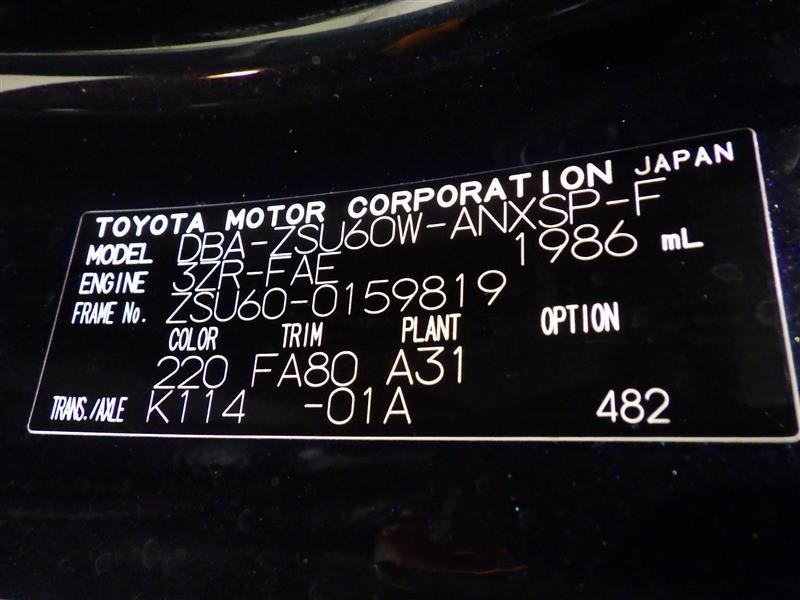 TOYOTA MOTOR CORPORATION JAPAN
MODEL DBA-ZSU60W-ANXSP-F
ENGINE 3ZR-FAE 1986 mL
FRAME No. ZSU60-0159819
COLOR TRIM PLANT OPTION
220 FA80 A31
TRANS./AXLE K114 -01A 482